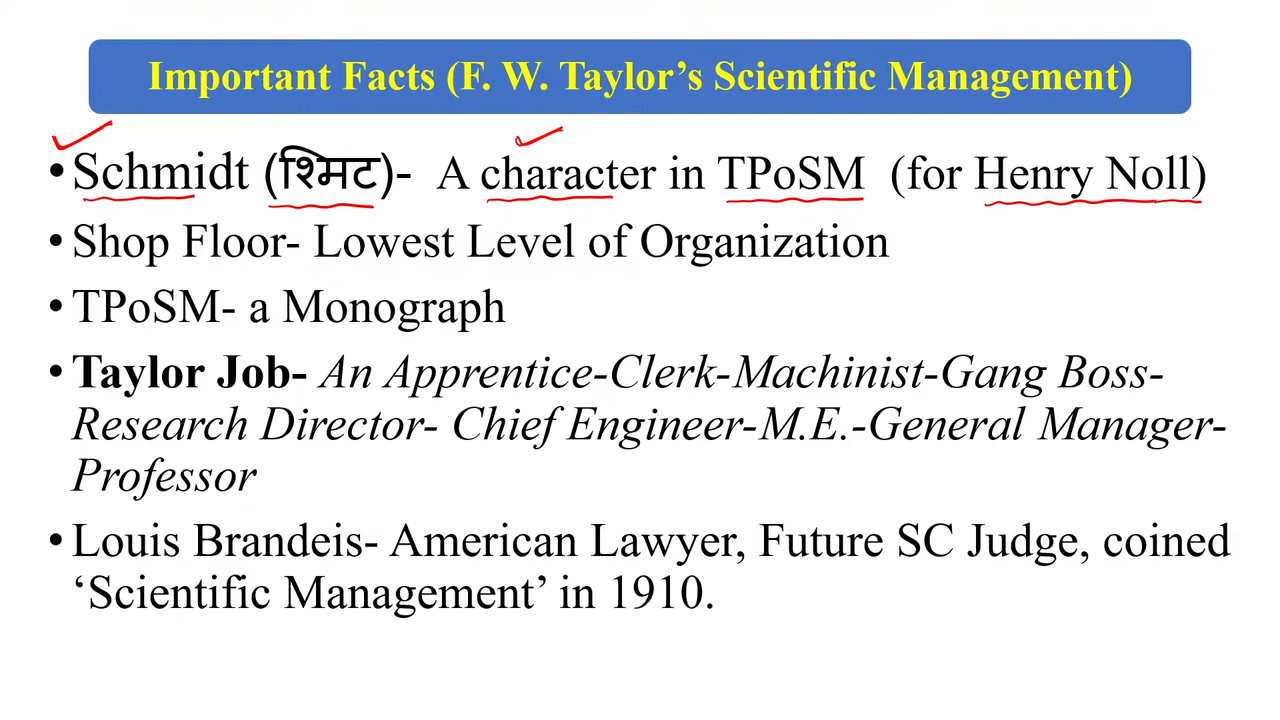 Important Facts (F. W. Taylor’s Scientific Management)
• Schmidt (श्मिट)- A character in TPoSM (for Henry Noll)
• Shop Floor- Lowest Level of Organization
• TPoSM- a Monograph
• Taylor Job- An Apprentice-Clerk-Machinist-Gang Boss-
Research Director- Chief Engineer-M.E.-General Manager-
Professor
• Louis Brandeis- American Lawyer, Future SC Judge, coined
‘Scientific Management’ in 1910.